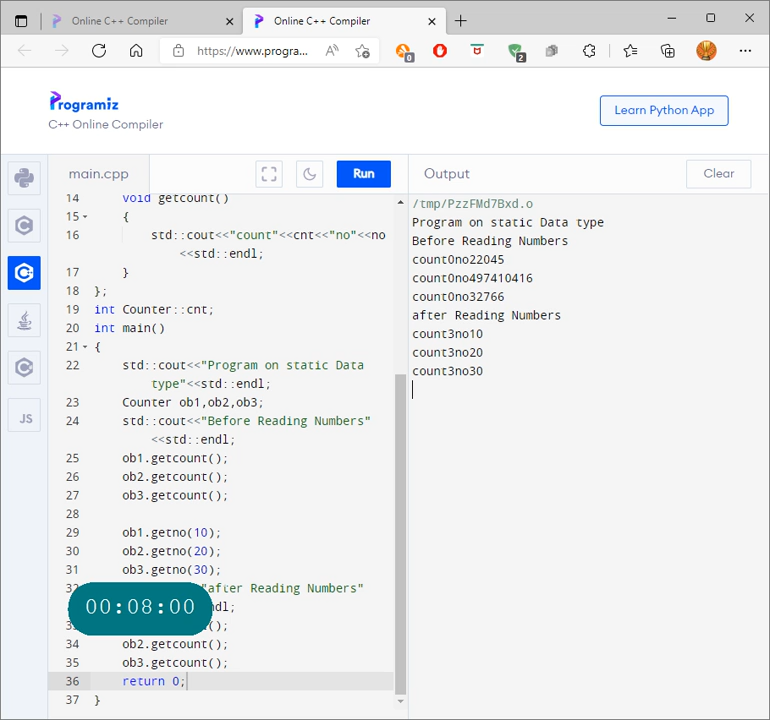 Online C++ Compiler
Online C++ Compiler
https://www.progra...
0
2
Programiz
C++ Online Compiler
Learn Python App
main.cpp
Run
Output
Clear
JS
14 void getcount()
15 {
16 std::cout<<"count"<<cnt<<"no"<<no
<<std::endl;
17 }
18 };
19 int Counter::cnt;
20 int main()
21 {
22 std::cout<<"Program on static Data
type"<<std::endl;
23 Counter ob1,ob2,ob3;
24 std::cout<<"Before Reading Numbers"
<<std::endl;
25 ob1.getcount();
26 ob2.getcount();
27 ob3.getcount();
28
29 ob1.getno(10);
30 ob2.getno(20);
31 ob3.getno(30);
"after Reading Numbers"
00:08:00
34 ob2.getcount();
35 ob3.getcount();
36 return 0;
37 }
/tmp/PzzFMd7Bxd.o
Program on static Data type
Before Reading Numbers
count0no22045
count0no497410416
count0no32766
after Reading Numbers
count3no10
count3no20
count3no30